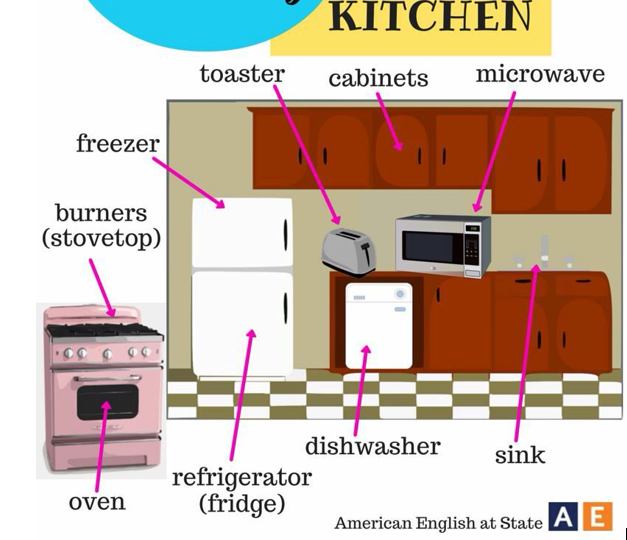 KITCHEN
toaster
cabinets
microwave
freezer
burners
(stovetop)
dishwasher
sink
refrigerator
(fridge)
oven
American English at State A E